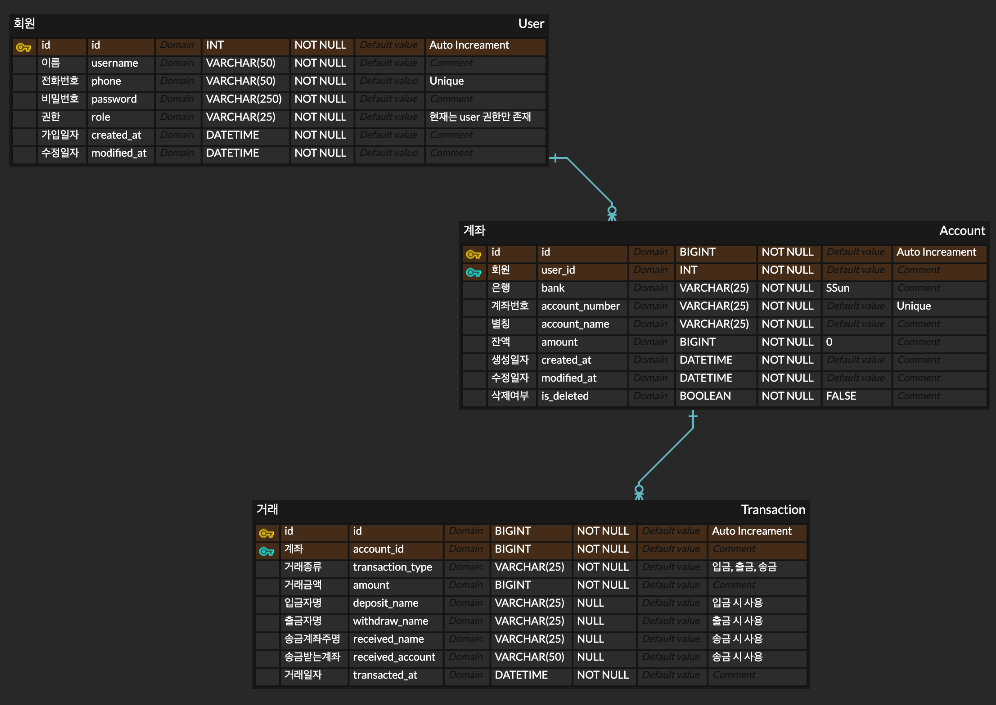 회원 User
id id Domain INT NOT NULL Default value Auto Increament
이름 username Domain VARCHAR(50) NOT NULL Default value Comment
전화번호 phone Domain VARCHAR(50) NOT NULL Default value Unique
비밀번호 password Domain VARCHAR(250) NOT NULL Default value Comment
권한 role Domain VARCHAR(25) NOT NULL Default value 현재는 user 권한만 존재
가입일자 created_at Domain DATETIME NOT NULL Default value Comment
수정일자 modified_at Domain DATETIME NOT NULL Default value Comment
계좌 Account
id id Domain BIGINT NOT NULL Default value Auto Increament
회원 user_id Domain INT NOT NULL Default value Comment
은행 bank Domain VARCHAR(25) NOT NULL SSun Comment
계좌번호 account_number Domain VARCHAR(25) NOT NULL Default value Unique
별칭 account_name Domain VARCHAR(25) NOT NULL Default value Comment
잔액 amount Domain BIGINT NOT NULL 0 Comment
생성일자 created_at Domain DATETIME NOT NULL Default value Comment
수정일자 modified_at Domain DATETIME NOT NULL Default value Comment
삭제여부 is_deleted Domain BOOLEAN NOT NULL FALSE Comment
거래 Transaction
id id Domain BIGINT NOT NULL Default value Auto Increament
계좌 account_id Domain BIGINT NOT NULL Default value Comment
거래종류 transaction_type Domain VARCHAR(25) NOT NULL Default value 입금, 출금, 송금
거래금액 amount Domain BIGINT NOT NULL Default value Comment
입금자명 deposit_name Domain VARCHAR(25) NULL Default value 입금 시 사용
출금자명 withdraw_name Domain VARCHAR(25) NULL Default value 출금 시 사용
송금계좌주명 received_name Domain VARCHAR(25) NULL Default value 송금 시 사용
송금받는계좌 received_account Domain VARCHAR(50) NULL Default value 송금 시 사용
거래일자 transacted_at Domain DATETIME NOT NULL Default value Comment